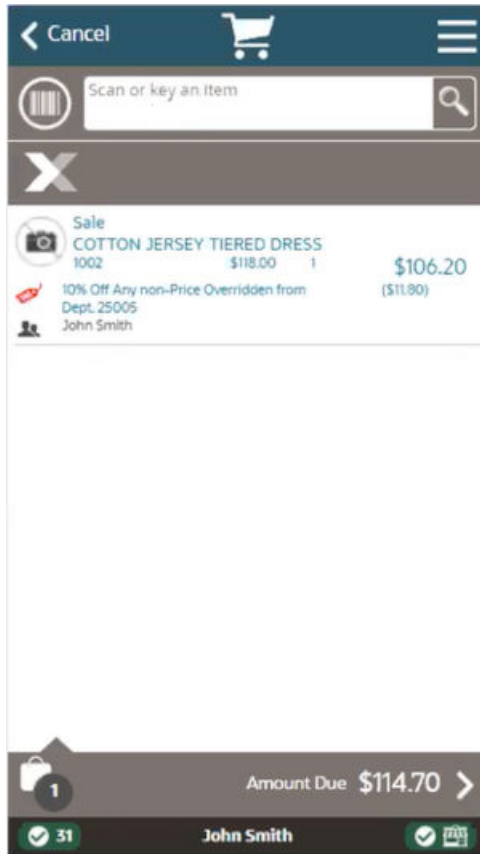 Cancel
Scan or key an item
Sale
COTTON JERSEY TIERED DRESS
1002 $118.00 1 $106.20
10% Off Any non-Price Overridden from ($11.80)
Dept. 25005
John Smith
1
Amount Due $114.70
31 John Smith